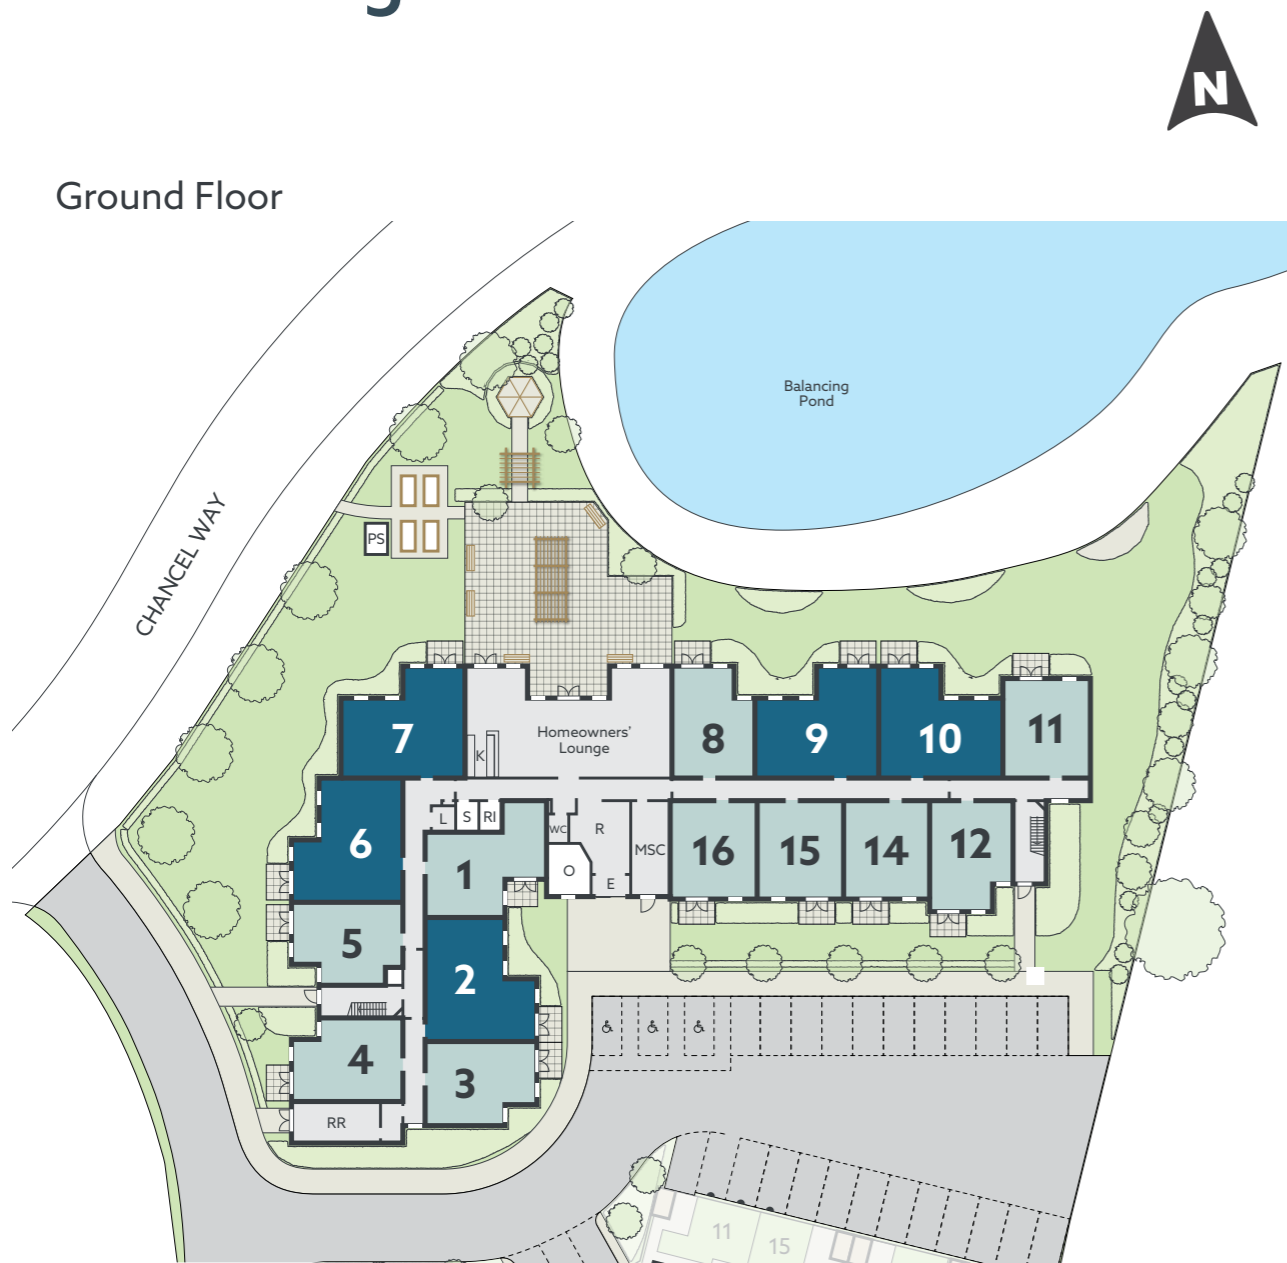 N
Ground Floor
Balancing
Pond
CHANCEL WAY
PS
7
K
Homeowners'
Lounge
8
9
10
11
6
L
S
RI
WC
R
MSC
1
O
E
16
15
14
12
5
2
4
3
RR
11
15